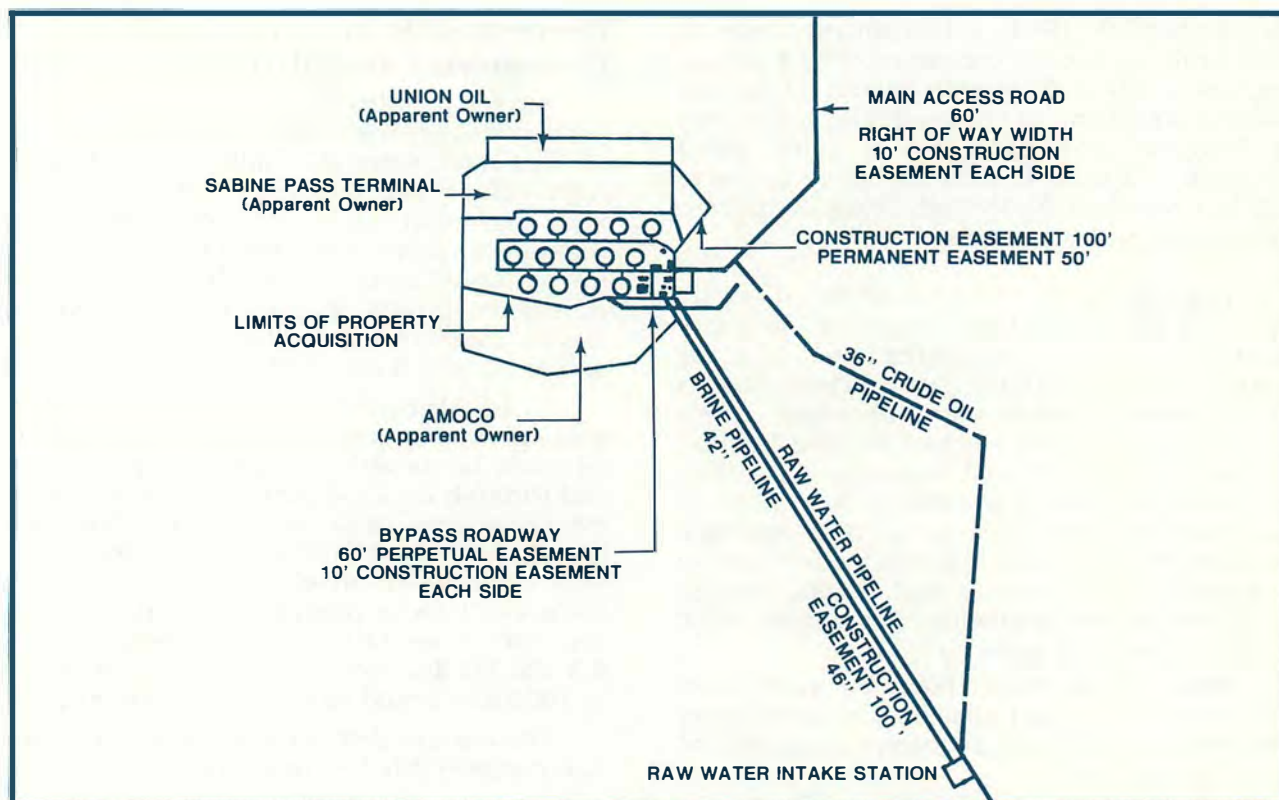 UNION OIL
(Apparent Owner)
SABINE PASS TERMINAL
(Apparent Owner)
LIMITS OF PROPERTY
ACQUISITION
AMOCO
(Apparent Owner)
BYPASS ROADWAY
60' PERPETUAL EASEMENT
10' CONSTRUCTION EASEMENT
EACH SIDE
MAIN ACCESS ROAD
60'
RIGHT OF WAY WIDTH
10' CONSTRUCTION
EASEMENT EACH SIDE
CONSTRUCTION EASEMENT 100'
PERMANENT EASEMENT 50'
36'' CRUDE OIL
PIPELINE
BRINE PIPELINE
42''
RAW WATER PIPELINE
CONSTRUCTION
EASEMENT 100'
46''
RAW WATER INTAKE STATION